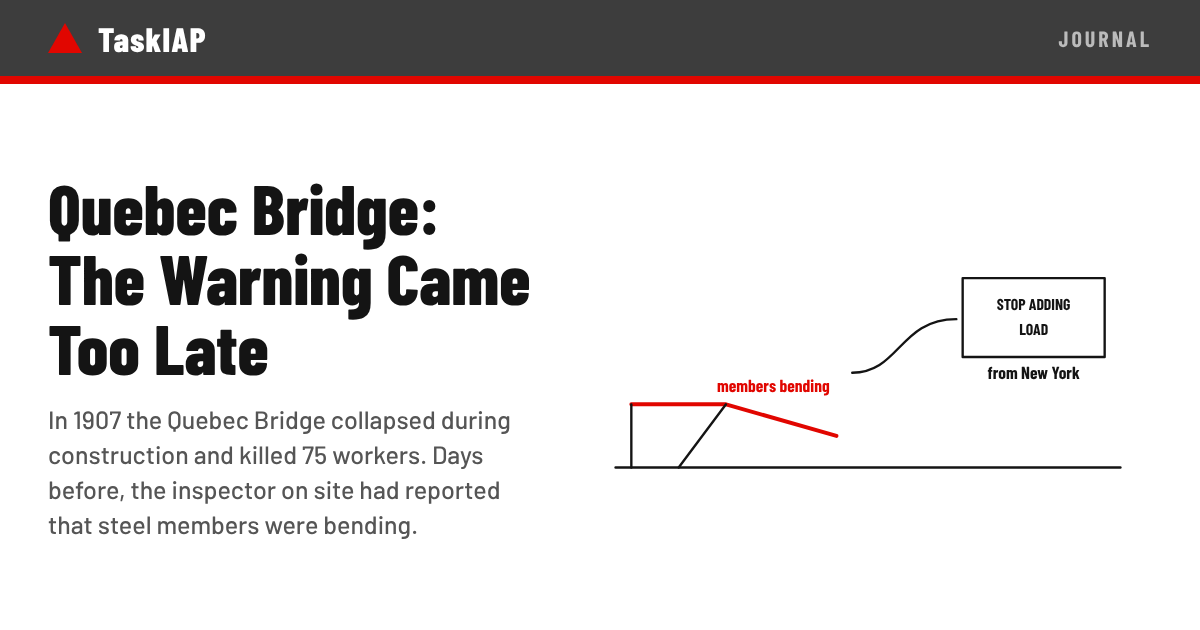 TaskIAP
JOURNAL
Quebec Bridge:
The Warning Came
Too Late
In 1907 the Quebec Bridge collapsed during
construction and killed 75 workers. Days
before, the inspector on site had reported
that steel members were bending.
STOP ADDING
LOAD
from New York
members bending